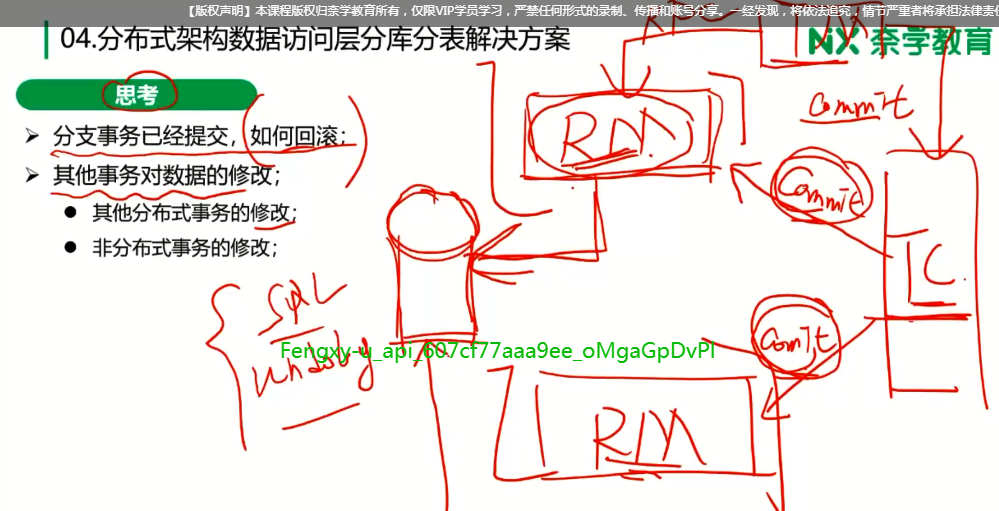 【版权声明】本课程版权归奈学教育所有，仅限VIP学员学习，严禁任何形式的录制、传播和账号分享。一经发现，将依法追究，情节严重者将承担法律责任
04.分布式架构数据访问层分库分表解决方案
奈学教育
思考
分支事务已经提交，如何回滚；
其他事务对数据的修改；
其他分布式事务的修改；
非分布式事务的修改；
RM
Commit
Commit
TC
SQL
Undolog
Fengxy-u_api_607cf77aaa9ee_oMgaGpDvPl
Comit
RM